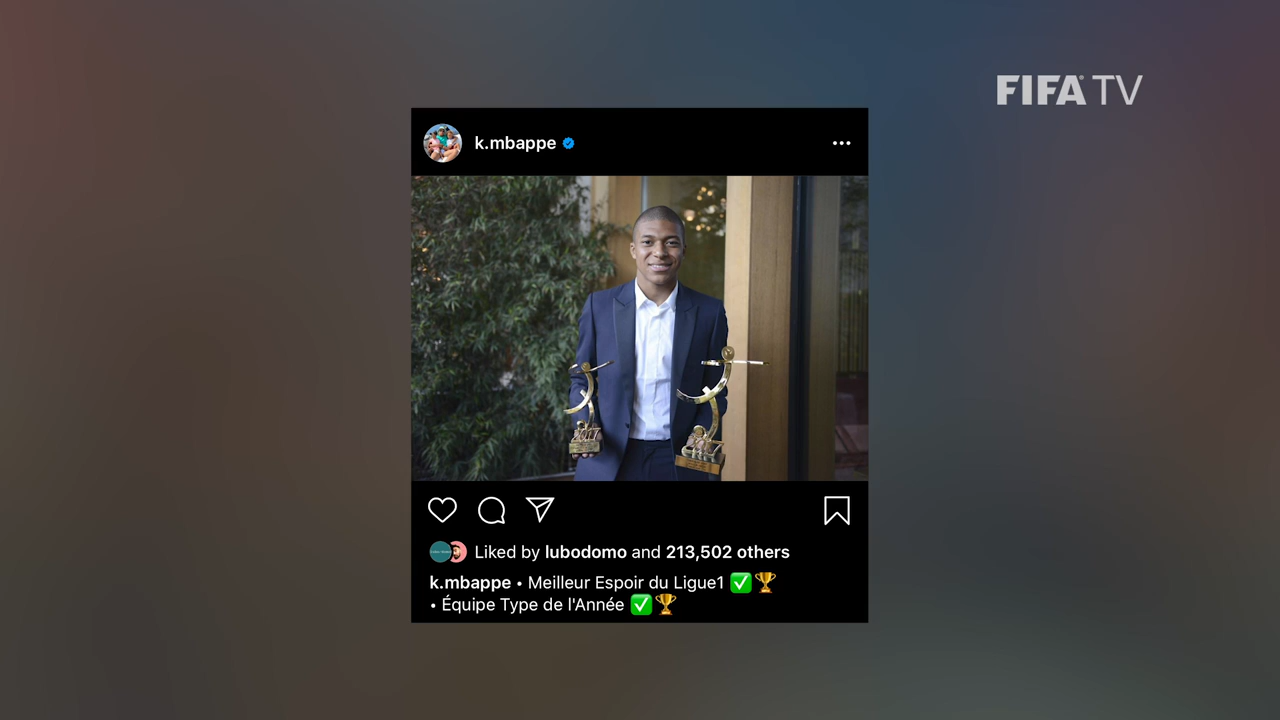 FIFA TV
k.mbappe
Liked by lubodomo and 213,502 others
k.mbappe • Meilleur Espoir du Ligue1 ✅🏆
• Équipe Type de l'Année ✅🏆